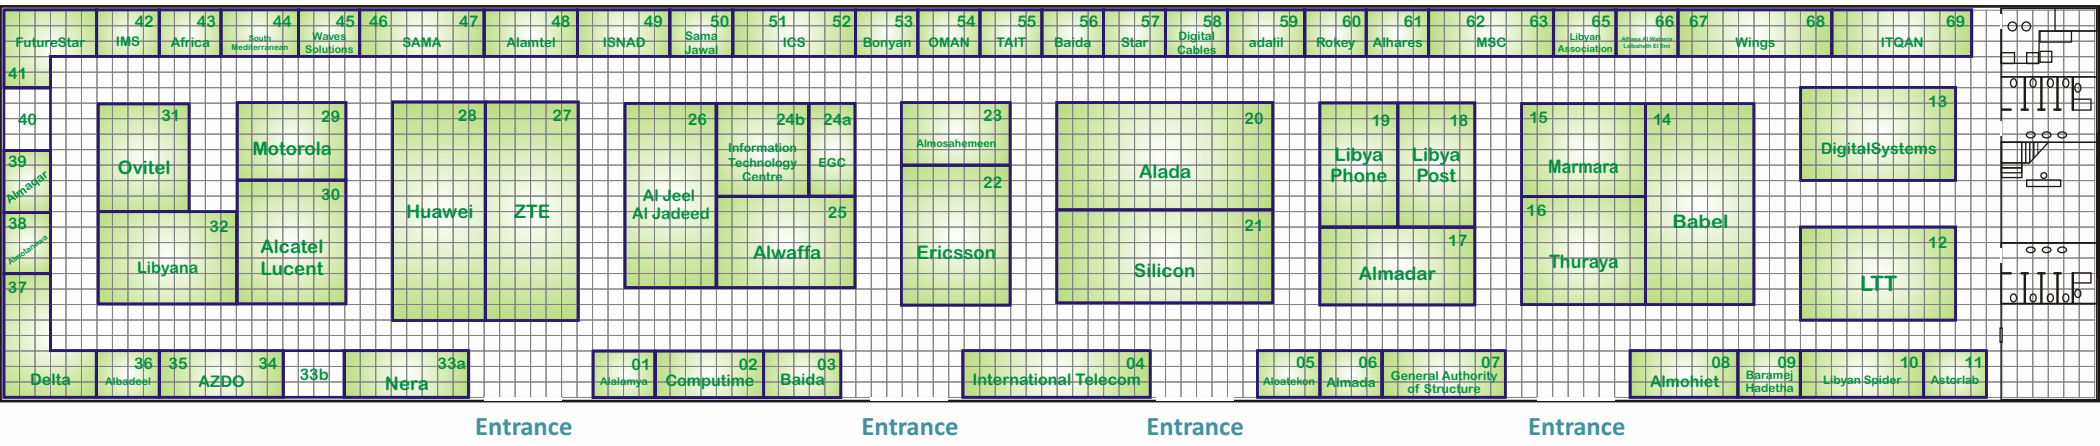 42 43 44 45 46 47 48 49 50 51 52 53 54 55 56 57 58 59 60 61 62 63 65 66 67 68 69
FutureStar
IMS
Africa
South
Mediterranean
Waves
Solutions
SAMA
Alamtel
ISNAD
Sama
Jawal
ICS
Bonyan
OMAN
TAIT
Baida
Star
Digital
Cables
adalil
Rokey
Alhares
MSC
Libyan
Association
Wings
ITQAN
41
40
39
Almaqar
38
37
Delta
31
Ovitel
29
Motorola
32
Libyana
30
Alcatel
Lucent
28
Huawei
27
ZTE
26
Al Jeel
Al Jadeed
24b
Information
Technology
Centre
24a
EGC
25
Alwaffa
23
Almosahemeen
22
Ericsson
20
Alada
21
Silicon
19
Libya
Phone
18
Libya
Post
17
Almadar
15
Marmara
16
Thuraya
14
Babel
13
DigitalSystems
12
LTT
36
Albadeel
35 34
AZDO
33b
33a
Nera
01
Alalamya
02
Computime
03
Baida
04
International Telecom
05
06
Almada
07
General Authority
of Structure
08
Almohiet
09
Baramej
Hadetha
10
Libyan Spider
11
Astorlab
Entrance
Entrance
Entrance
Entrance